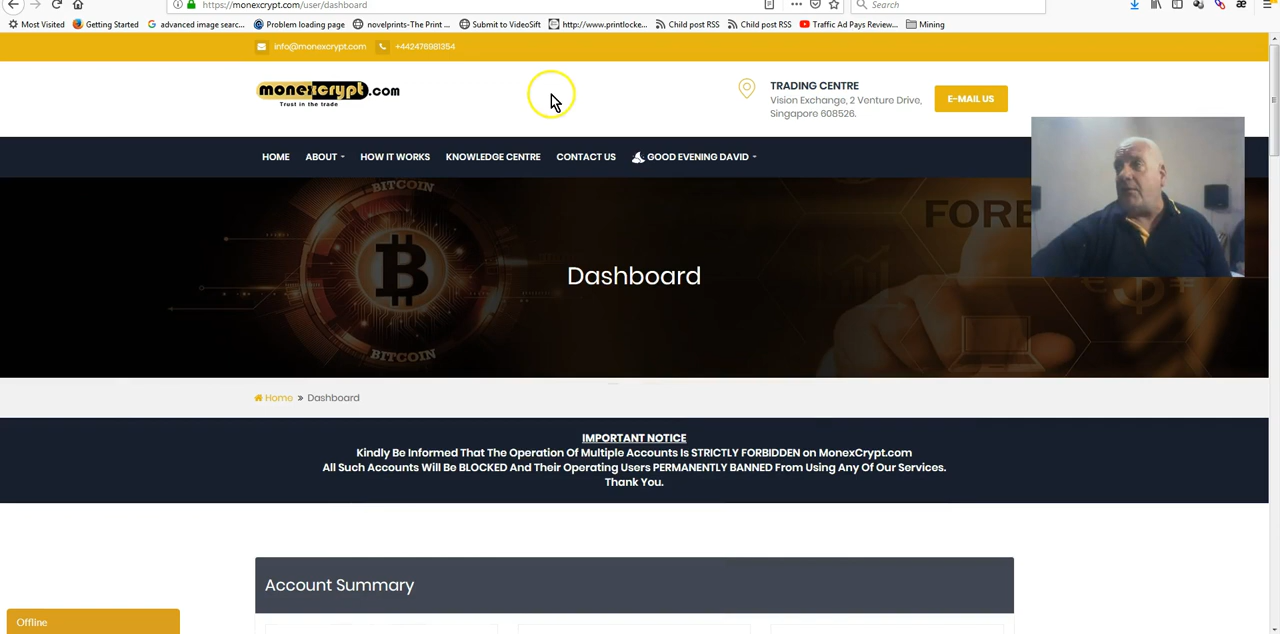 https://monexcrypt.com/user/dashboard
Search
Most Visited
Getting Started
advanced image searc...
Problem loading page
novelprints-The Print ...
Submit to VideoSift
http://www.printlocke...
Child post RSS
Child post RSS
Traffic Ad Pays Review...
Mining
info@monexcrypt.com
+442476981354
monexcrypt.com
Trust in the trade
TRADING CENTRE
Vision Exchange, 2 Venture Drive,
Singapore 608526.
E-MAIL US
HOME
ABOUT
HOW IT WORKS
KNOWLEDGE CENTRE
CONTACT US
GOOD EVENING DAVID
BITCOIN
FORE
Dashboard
BITCOIN
Home » Dashboard
IMPORTANT NOTICE
Kindly Be Informed That The Operation Of Multiple Accounts Is STRICTLY FORBIDDEN on MonexCrypt.com
All Such Accounts Will Be BLOCKED And Their Operating Users PERMANENTLY BANNED From Using Any Of Our Services.
Thank You.
Account Summary
Offline